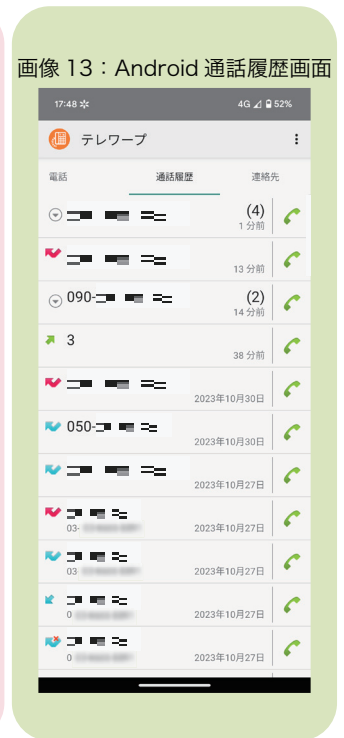 画像 13：Android 通話履歴画面
17:48
4G 52%
テレワープ
電話 通話履歴 連絡先
(4)
1 分前
13 分前
090-
(2)
14 分前
3
38 分前
2023年10月30日
050-
2023年10月30日
2023年10月27日
03-
2023年10月27日
03
2023年10月27日
0
2023年10月27日
0
2023年10月27日